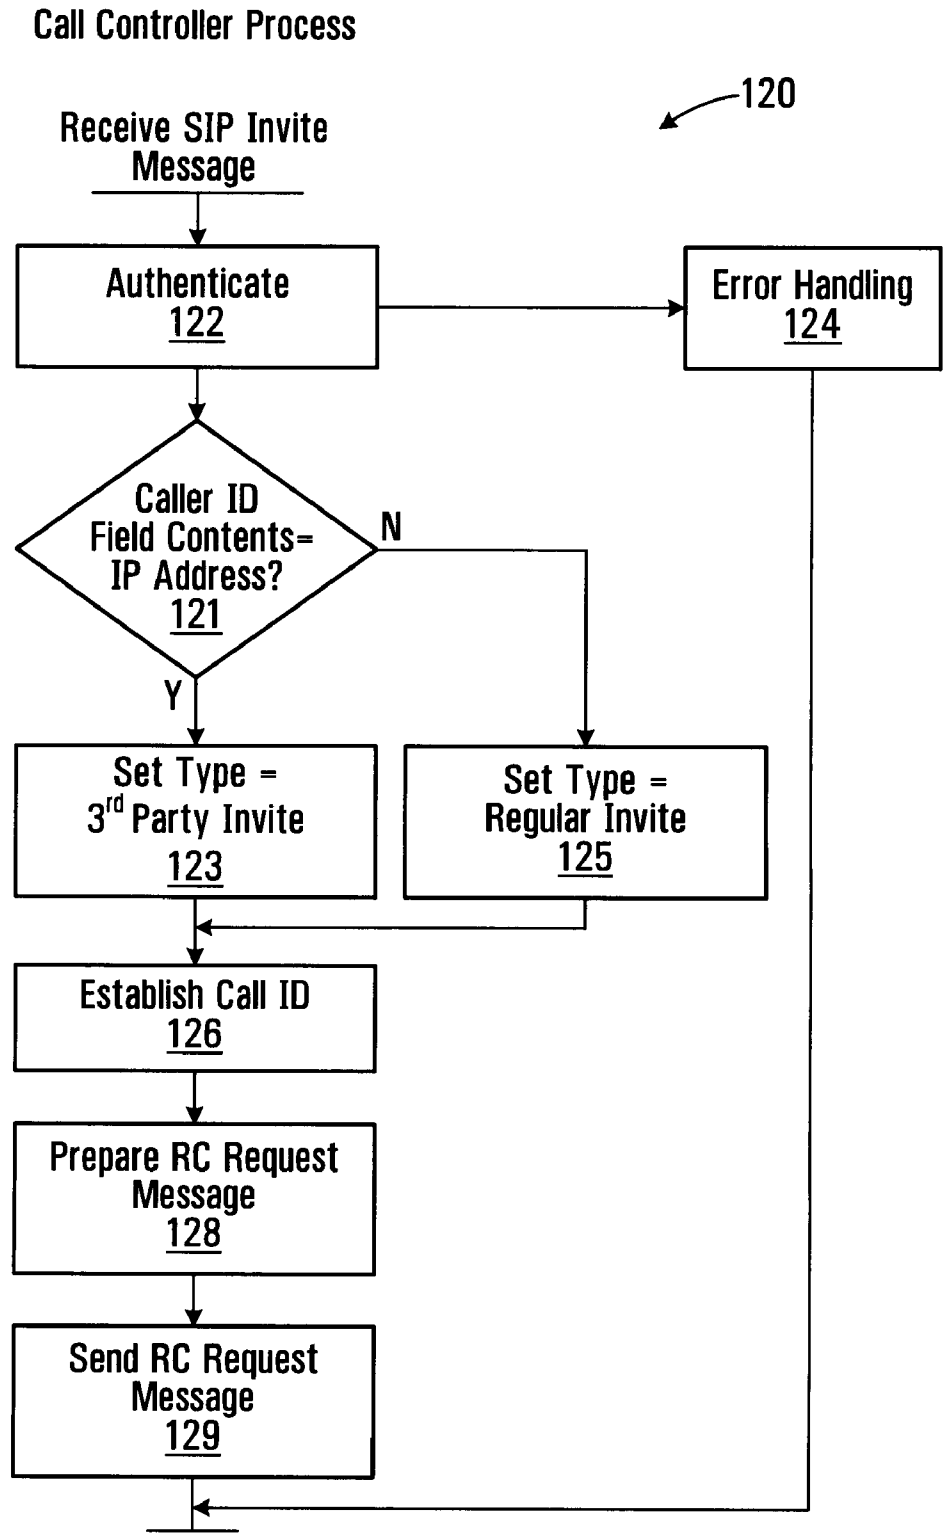 Call Controller Process
120
Receive SIP Invite
Message
Authenticate
122
Error Handling
124
Caller ID
Field Contents=
IP Address?
121
N
Y
Set Type =
3rd Party Invite
123
Set Type =
Regular Invite
125
Establish Call ID
126
Prepare RC Request
Message
128
Send RC Request
Message
129